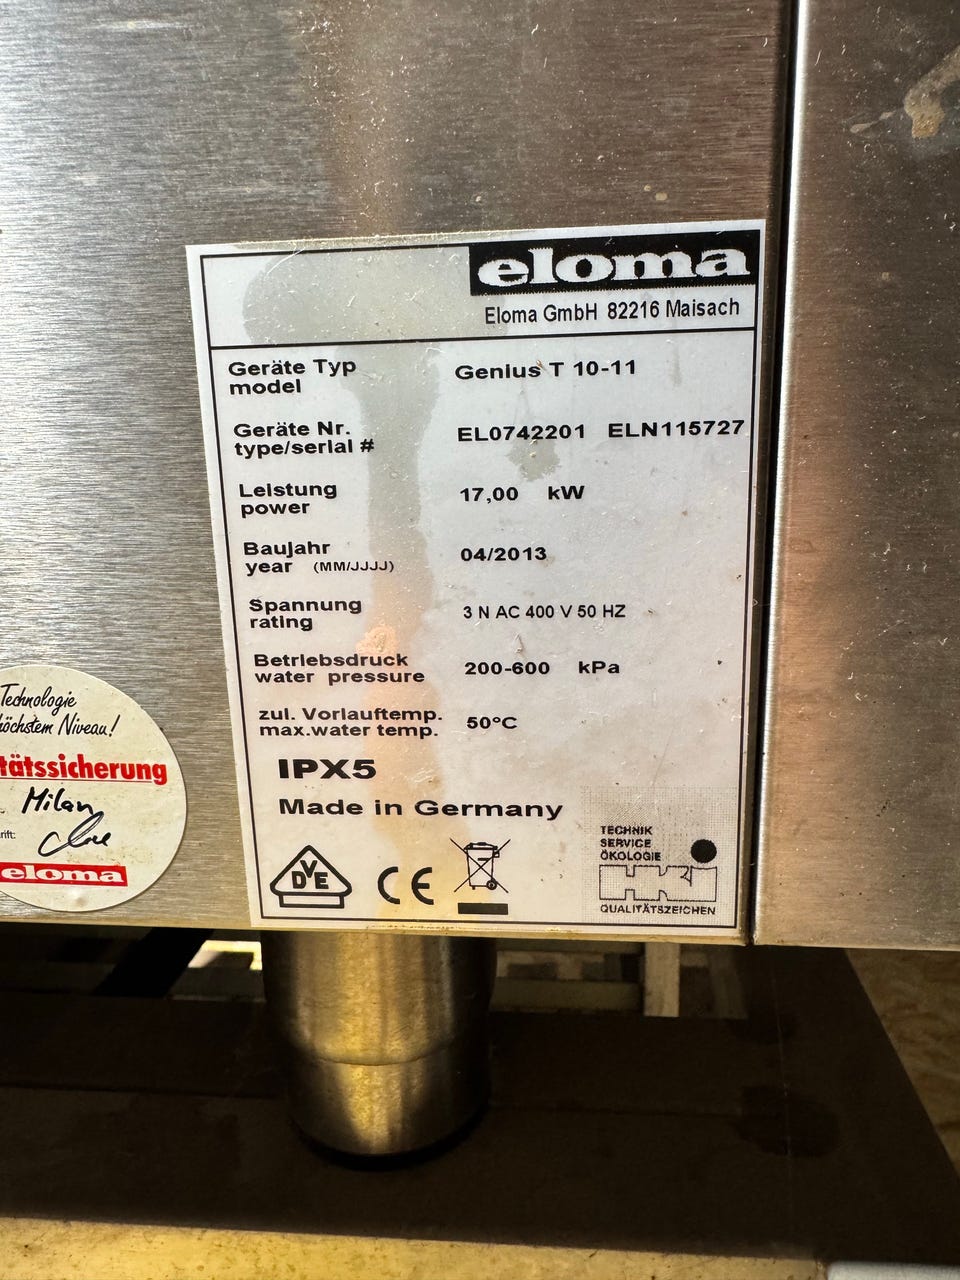 eloma
Eloma GmbH 82216 Maisach
Geräte Typ
model
Genius T 10-11
Geräte Nr.
type/serial #
EL0742201 ELN115727
Leistung
power
17,00 kW
Baujahr
year (MM/JJJJ)
04/2013
Spannung
rating
3 N AC 400 V 50 HZ
Betriebsdruck
water pressure
200-600 kPa
zul. Vorlauftemp.
max.water temp.
50°C
IPX5
Made in Germany
VDE
CE
TECHNIK
SERVICE
ÖKOLOGIE
HKI
QUALITÄTSZEICHEN
Technologie
höchstem Niveau!
tätssicherung
Milan
rift:
eloma